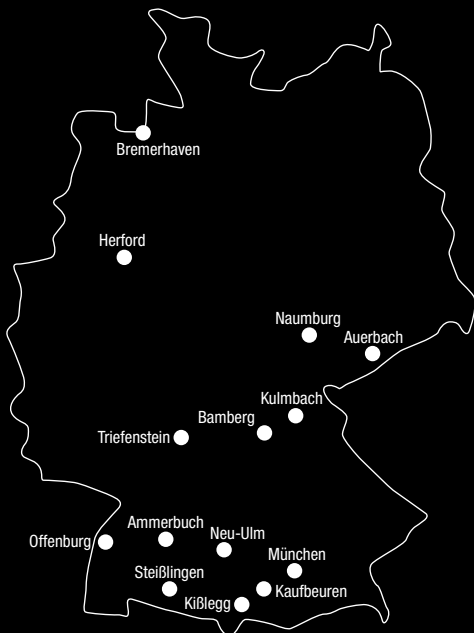 Bremerhaven
Herford
Naumburg
Auerbach
Kulmbach
Bamberg
Triefenstein
Ammerbuch
Neu-Ulm
Offenburg
München
Steißlingen
Kaufbeuren
Kißlegg